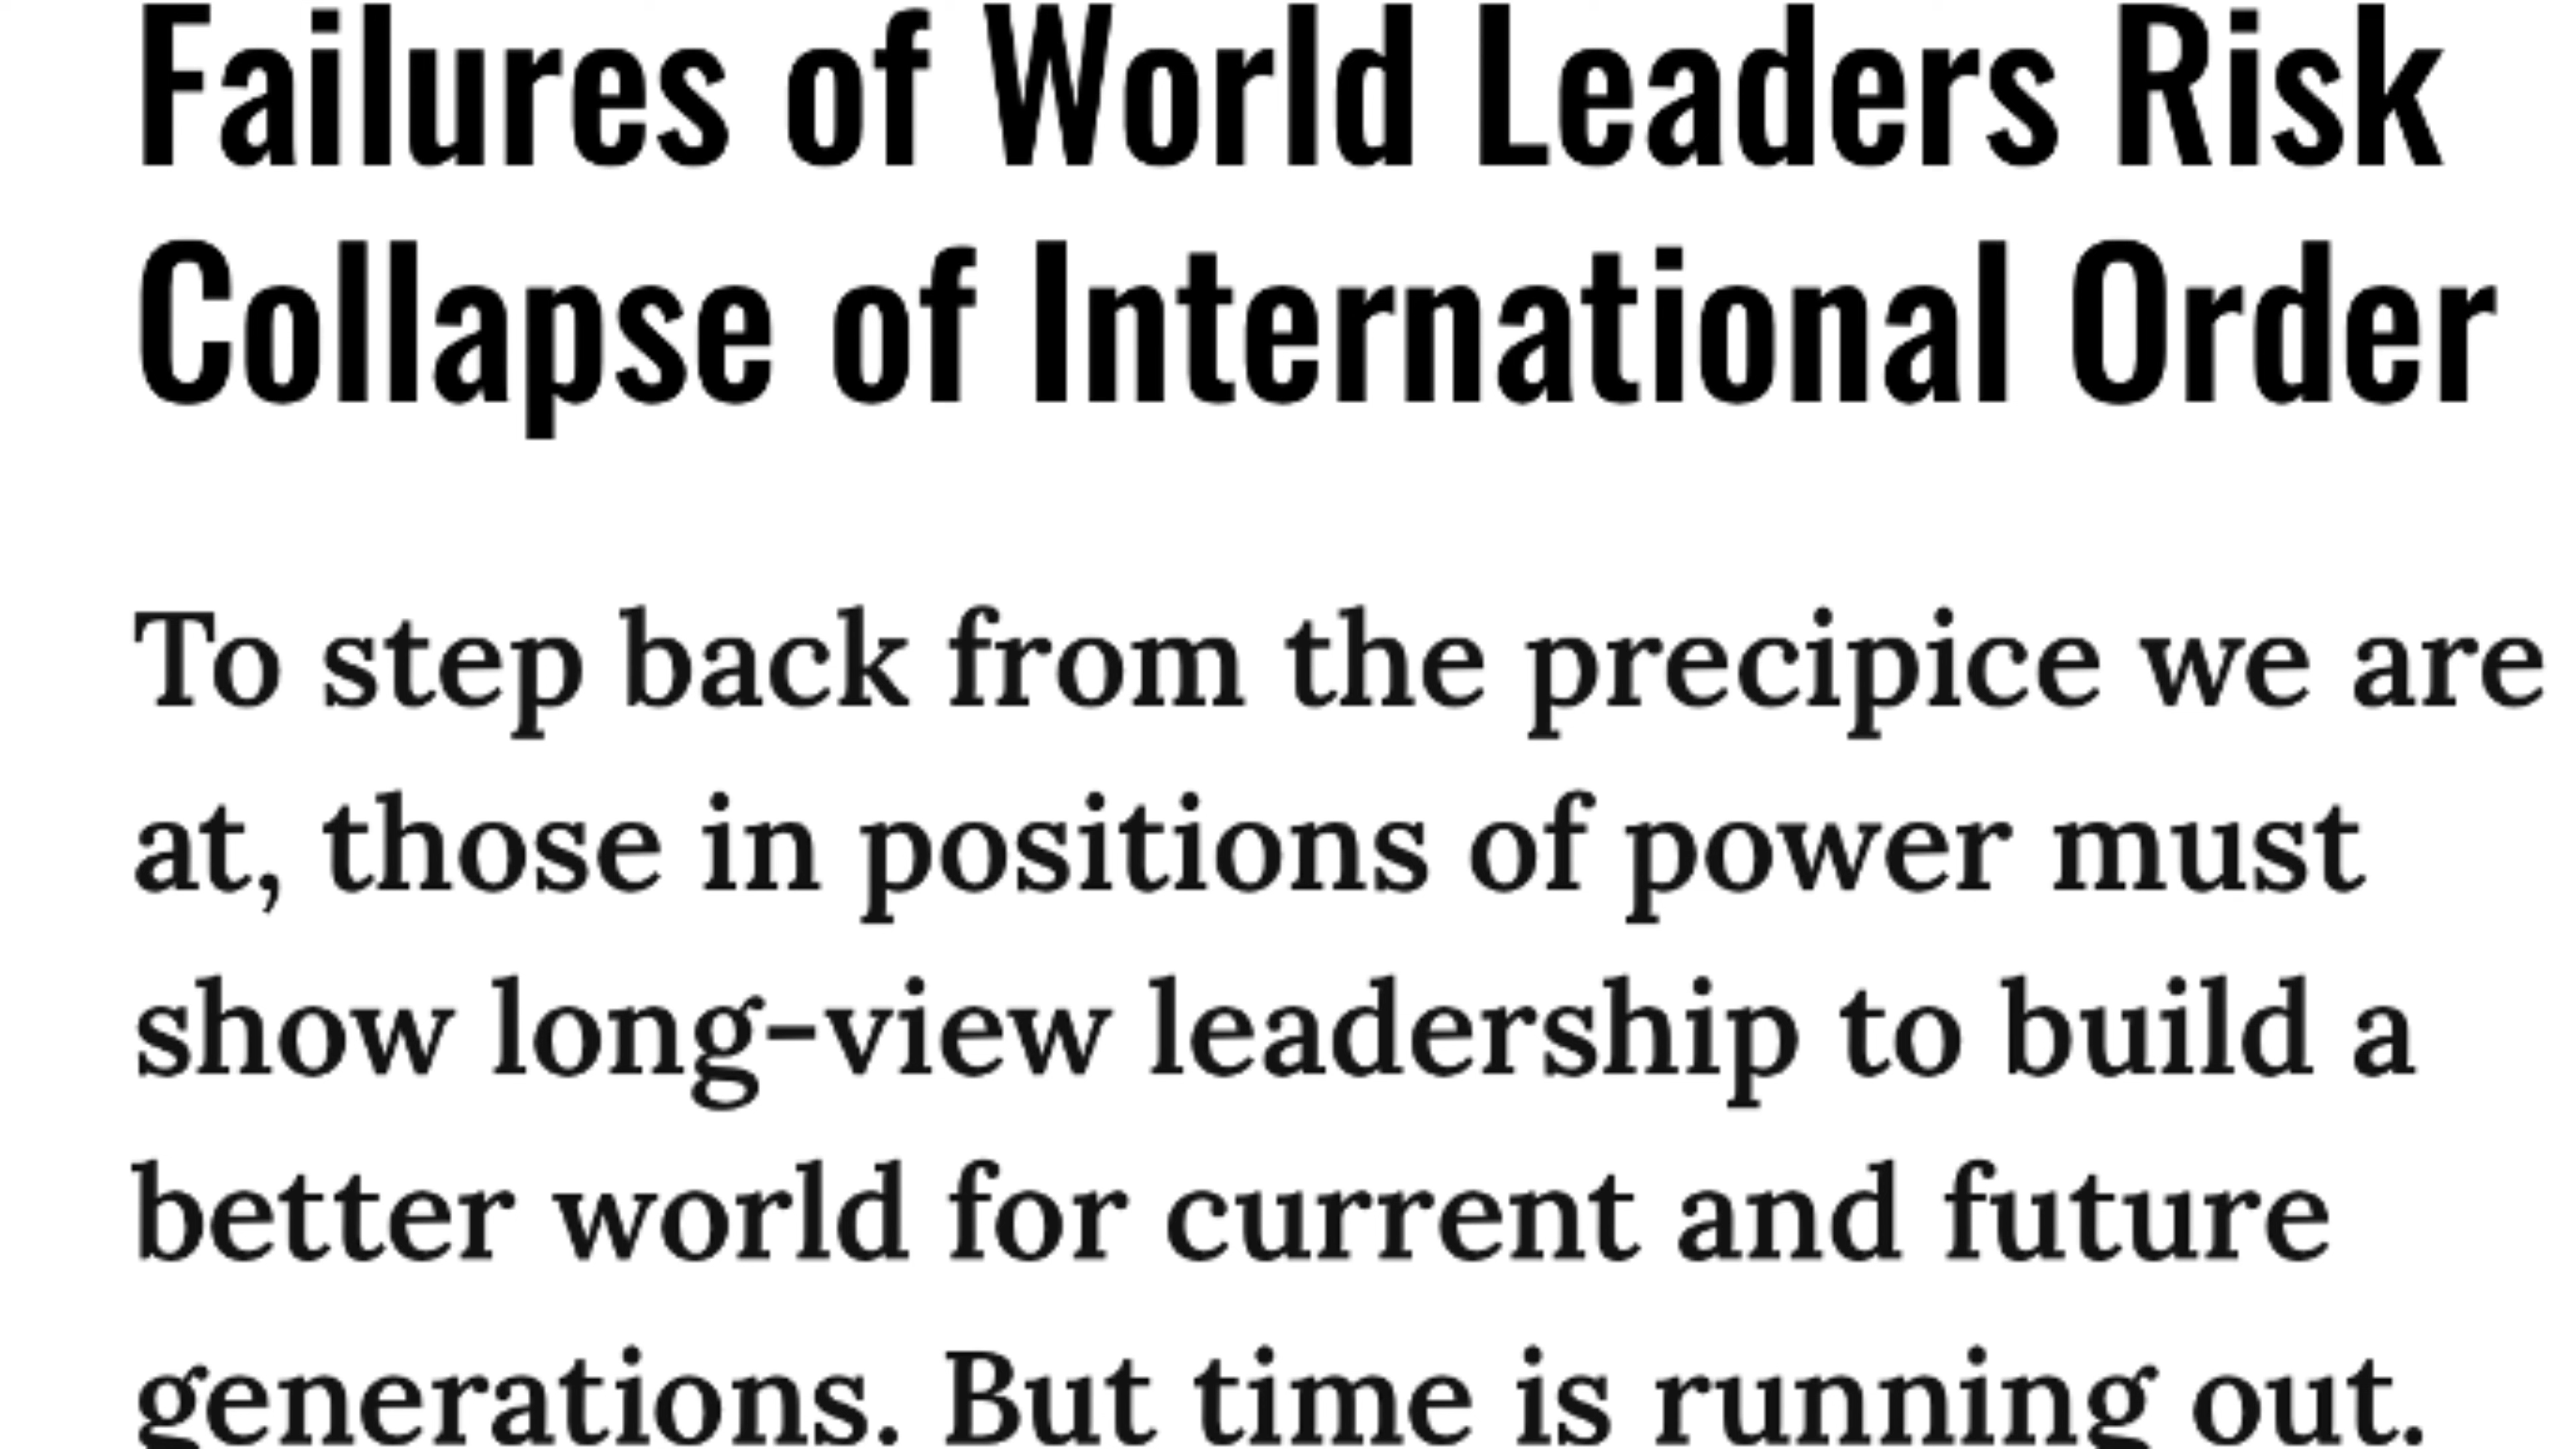 Failures of World Leaders Risk
Collapse of International Order
To step back from the precipice we are
at, those in positions of power must
show long-view leadership to build a
better world for current and future
generations. But time is running out.